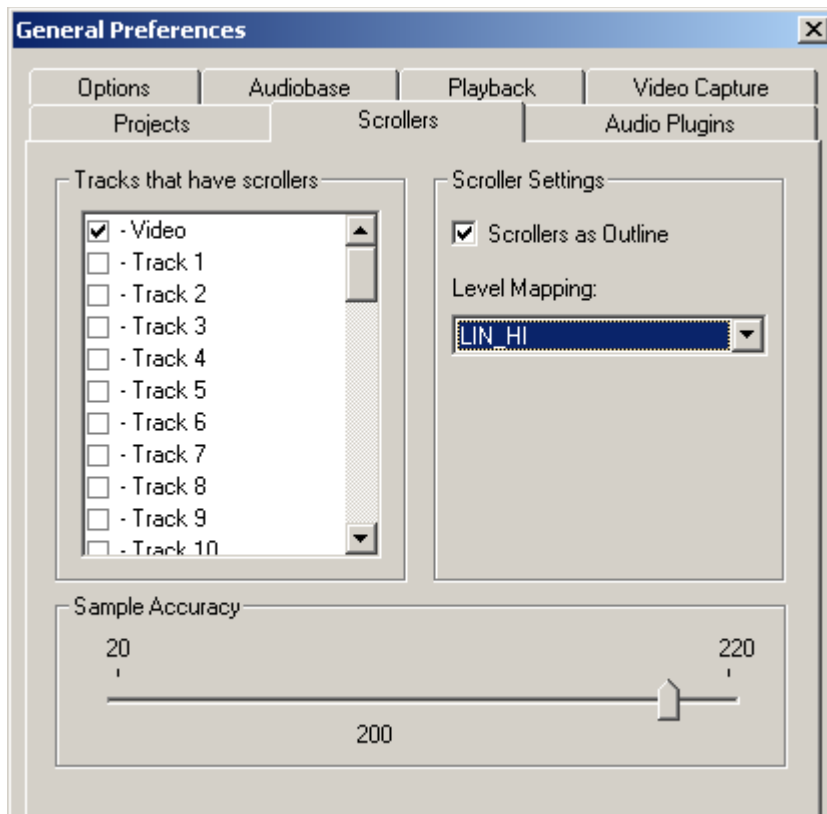 General Preferences
Options
Audiobase
Playback
Video Capture
Projects
Scrollers
Audio Plugins
Tracks that have scrollers
- Video
- Track 1
- Track 2
- Track 3
- Track 4
- Track 5
- Track 6
- Track 7
- Track 8
- Track 9
- Track 10
Scroller Settings
Scrollers as Outline
Level Mapping:
LIN_HI
Sample Accuracy
20
220
200